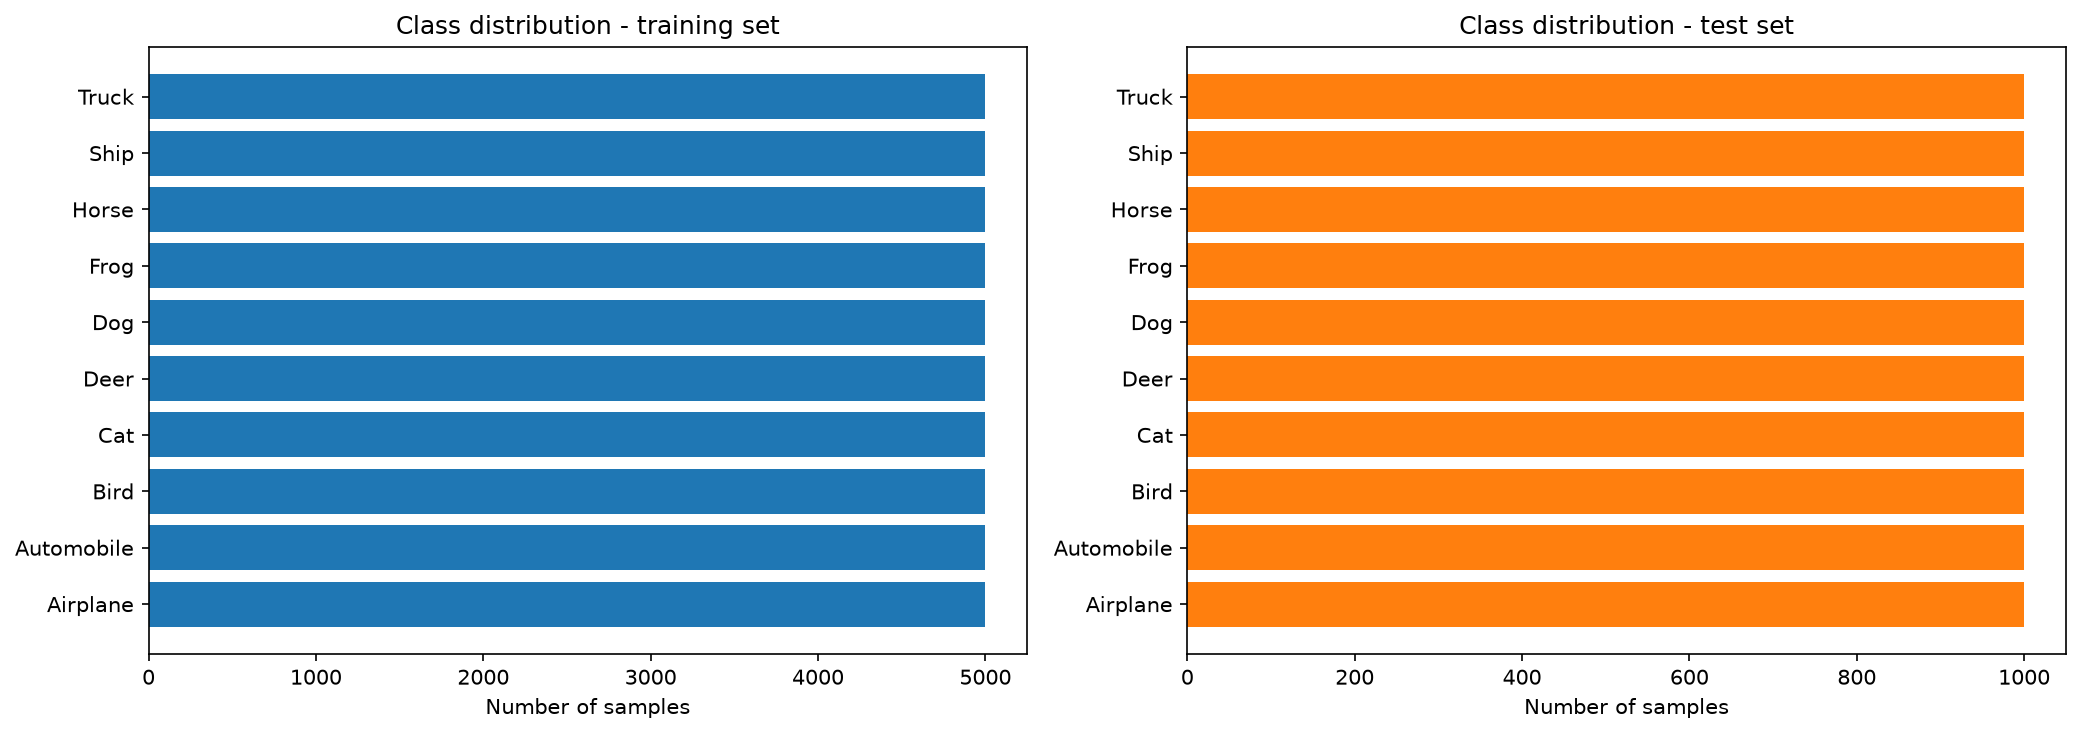 Class distribution - training set
Truck
Ship
Horse
Frog
Dog
Deer
Cat
Bird
Automobile
Airplane
0 1000 2000 3000 4000 5000
Number of samples
Class distribution - test set
Truck
Ship
Horse
Frog
Dog
Deer
Cat
Bird
Automobile
Airplane
0 200 400 600 800 1000
Number of samples